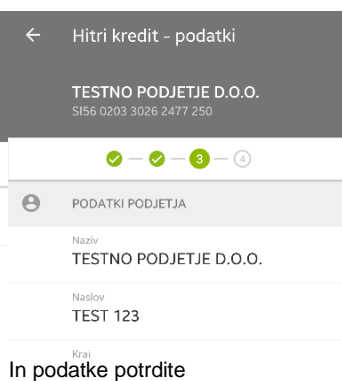 Hitri kredit - podatki
TESTNO PODJETJE D.O.O.
SI56 0203 3026 2477 250
3 4
PODATKI PODJETJA
Naziv
TESTNO PODJETJE D.O.O.
Naslov
TEST 123
Kraj
In podatke potrdite